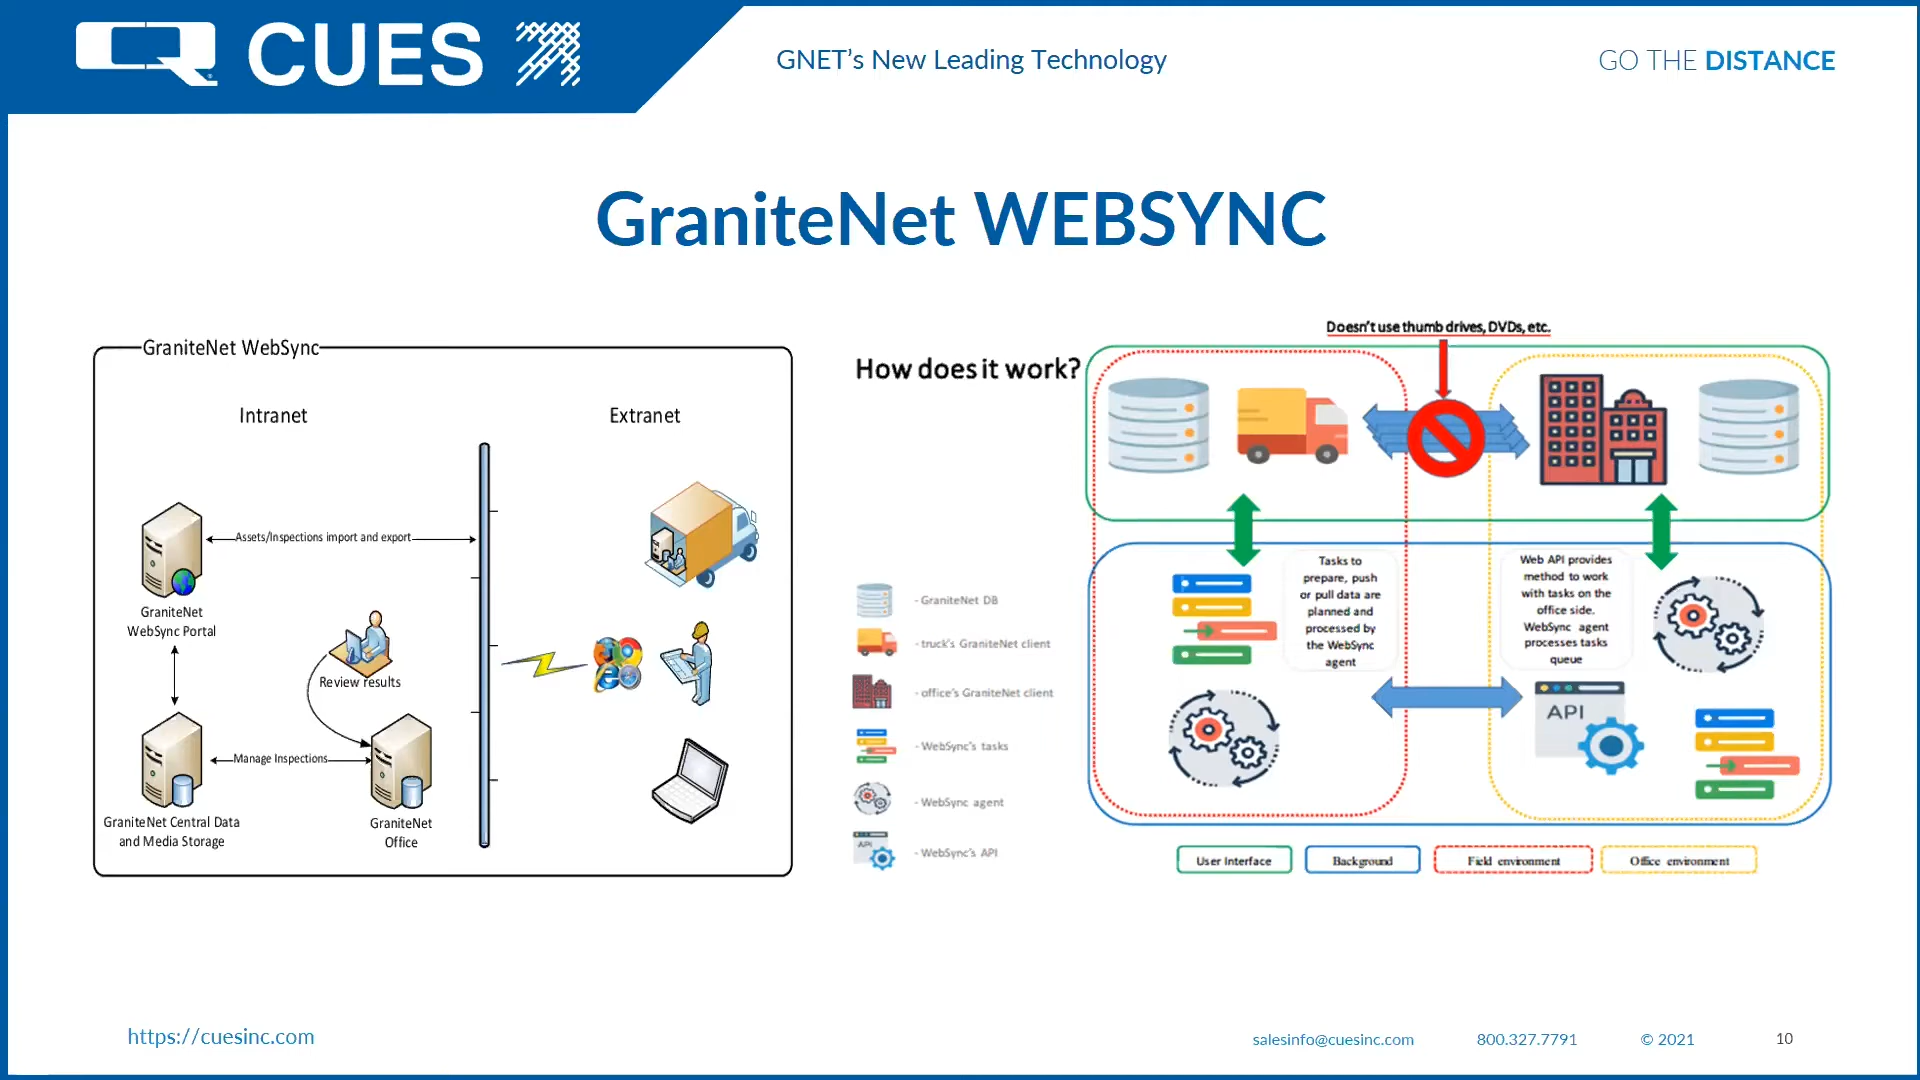 CUES
GNET's New Leading Technology
GO THE DISTANCE
GraniteNet WEBSYNC
GraniteNet WebSync
Intranet
Extranet
Assets/Inspections import and export
GraniteNet
WebSync Portal
Review results
Manage Inspections
GraniteNet Central Data
and Media Storage
GraniteNet
Office
How does it work?
Doesn't use thumb drives, DVDs, etc.
- GraniteNet DB
- truck's GraniteNet client
- office's GraniteNet client
- WebSync's tasks
- WebSync agent
API
- WebSync's API
Tasks to
prepare, push
or pull data are
planned and
processed by
the WebSync
agent
Web API provides
method to work
with tasks on the
office side.
WebSync agent
processes tasks
queue
API
User Interface
Background
Field environment
Office environment
https://cuesinc.com
salesinfo@cuesinc.com
800.327.7791
© 2021
10